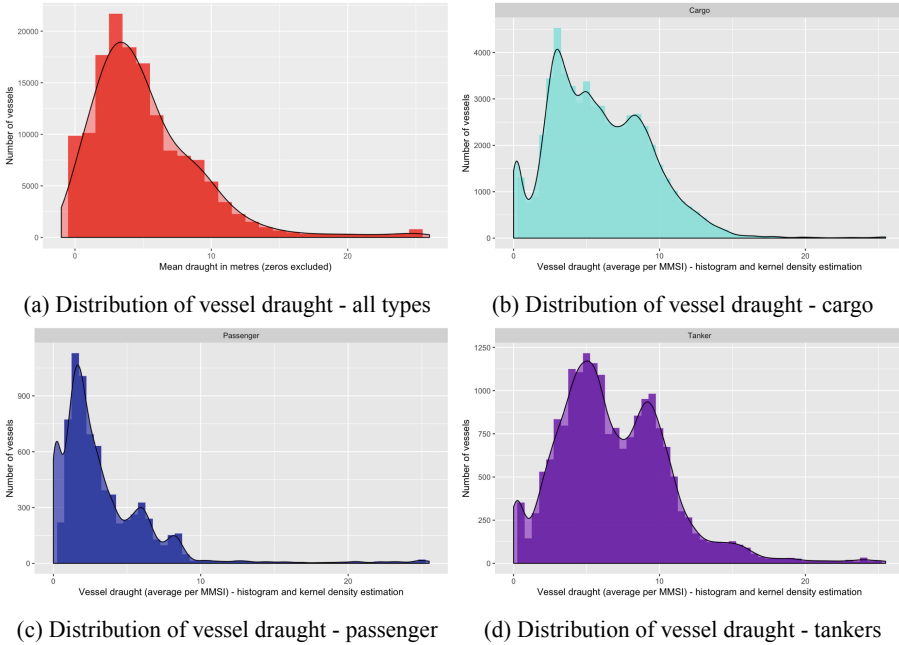 20000
15000
10000
5000
0
Number of vessels
0
10
20
Mean draught in metres (zeros excluded)
(a) Distribution of vessel draught - all types
Cargo
4000
3000
2000
1000
0
Number of vessels
0
10
20
Vessel draught (average per MMSI) - histogram and kernel density estimation
(b) Distribution of vessel draught - cargo
Passenger
900
600
300
0
Number of vessels
0
10
20
Vessel draught (average per MMSI) - histogram and kernel density estimation
(c) Distribution of vessel draught - passenger
Tanker
1250
1000
750
500
250
0
Number of vessels
0
10
20
Vessel draught (average per MMSI) - histogram and kernel density estimation
(d) Distribution of vessel draught - tankers